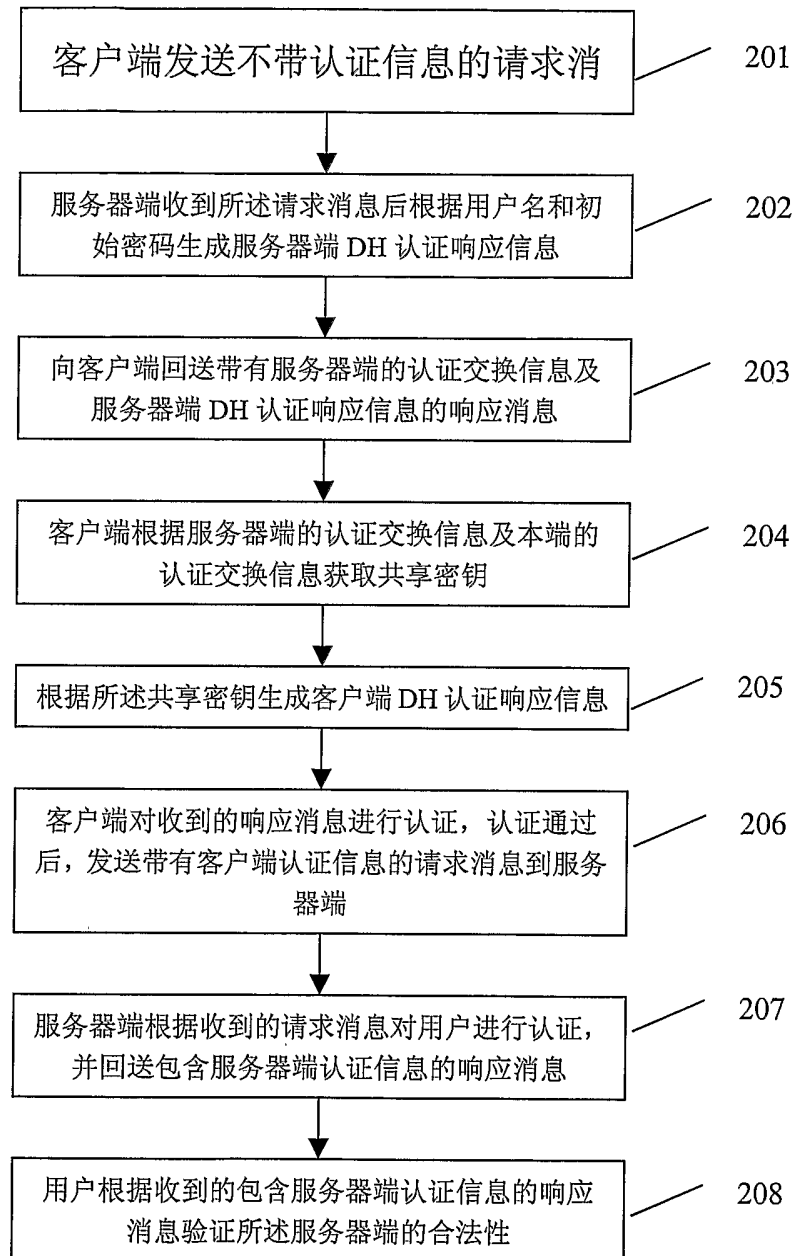 客户端发送不带认证信息的请求消
201
服务器端收到所述请求消息后根据用户名和初
始密码生成服务器端 DH 认证响应信息
202
向客户端回送带有服务器端的认证交换信息及
服务器端 DH 认证响应信息的响应消息
203
客户端根据服务器端的认证交换信息及本端的
认证交换信息获取共享密钥
204
根据所述共享密钥生成客户端 DH 认证响应信息
205
客户端对收到的响应消息进行认证，认证通过
后，发送带有客户端认证信息的请求消息到服务
器端
206
服务器端根据收到的请求消息对用户进行认证，
并回送包含服务器端认证信息的响应消息
207
用户根据收到的包含服务器端认证信息的响应
消息验证所述服务器端的合法性
208